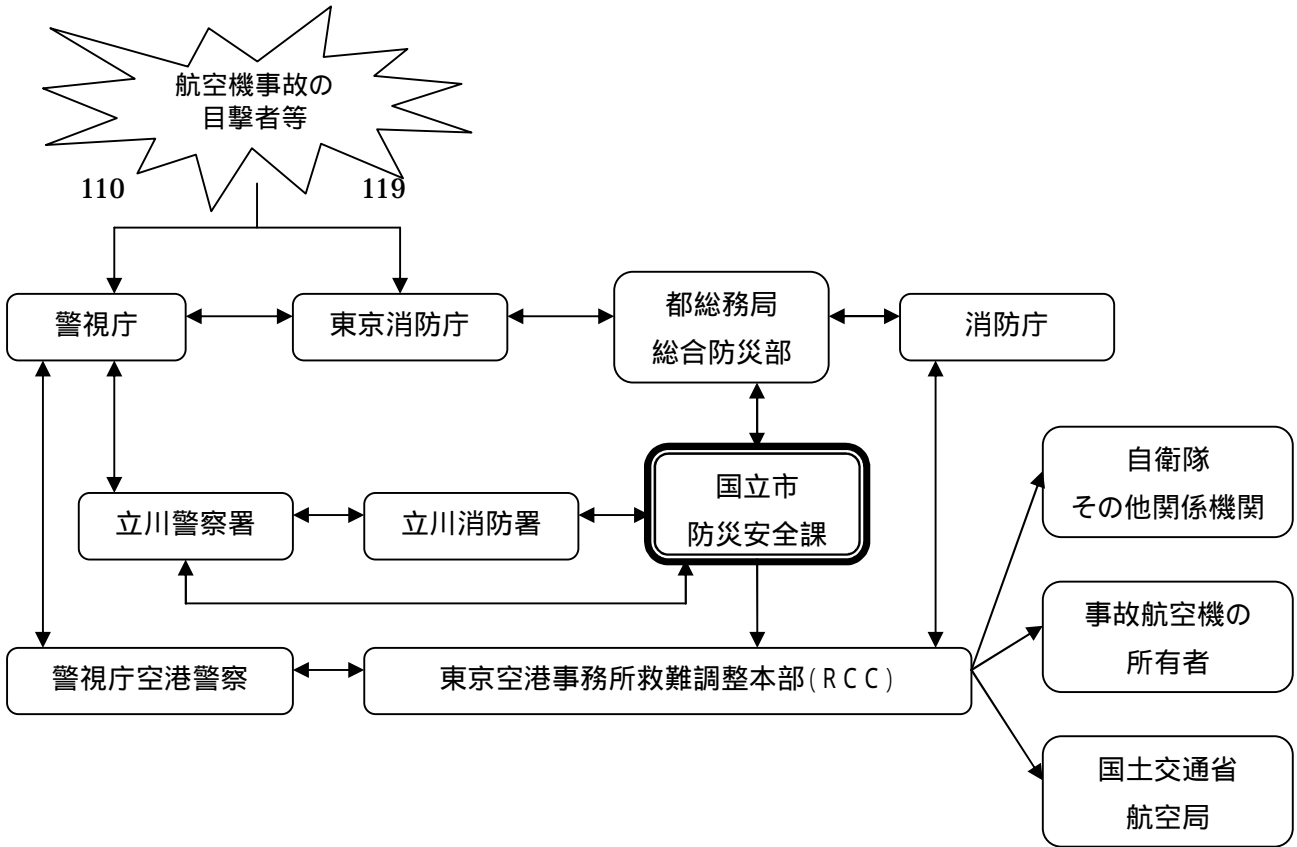 航空機事故の
目撃者等
110
119
警視庁
東京消防庁
都総務局
総合防災部
消防庁
立川警察署
立川消防署
国立市
防災安全課
自衛隊
その他関係機関
事故航空機の
所有者
警視庁空港警察
東京空港事務所救難調整本部(RCC)
国土交通省
航空局